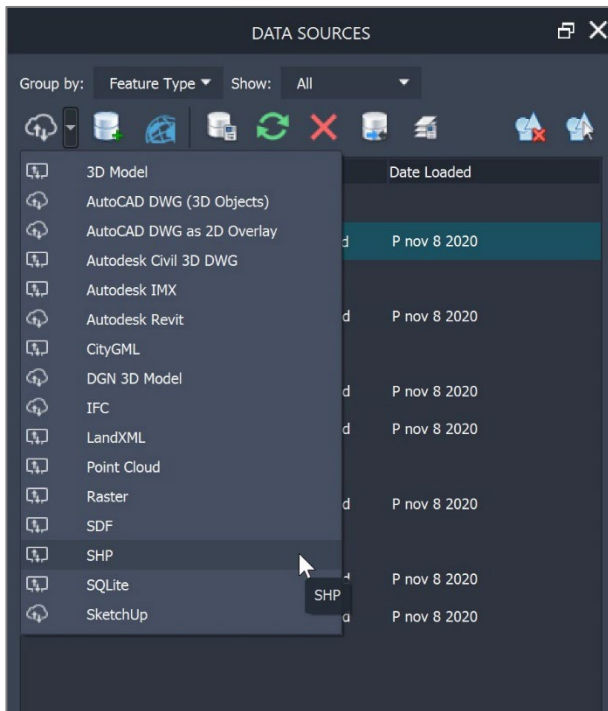 DATA SOURCES
Group by: Feature Type Show: All
Date Loaded
3D Model
AutoCAD DWG (3D Objects)
AutoCAD DWG as 2D Overlay
d P nov 8 2020
Autodesk Civil 3D DWG
Autodesk IMX
Autodesk Revit
d P nov 8 2020
CityGML
DGN 3D Model
d P nov 8 2020
IFC
LandXML
d P nov 8 2020
Point Cloud
Raster
d P nov 8 2020
SDF
SHP
SQLite
d P nov 8 2020
SHP
SketchUp
d P nov 8 2020